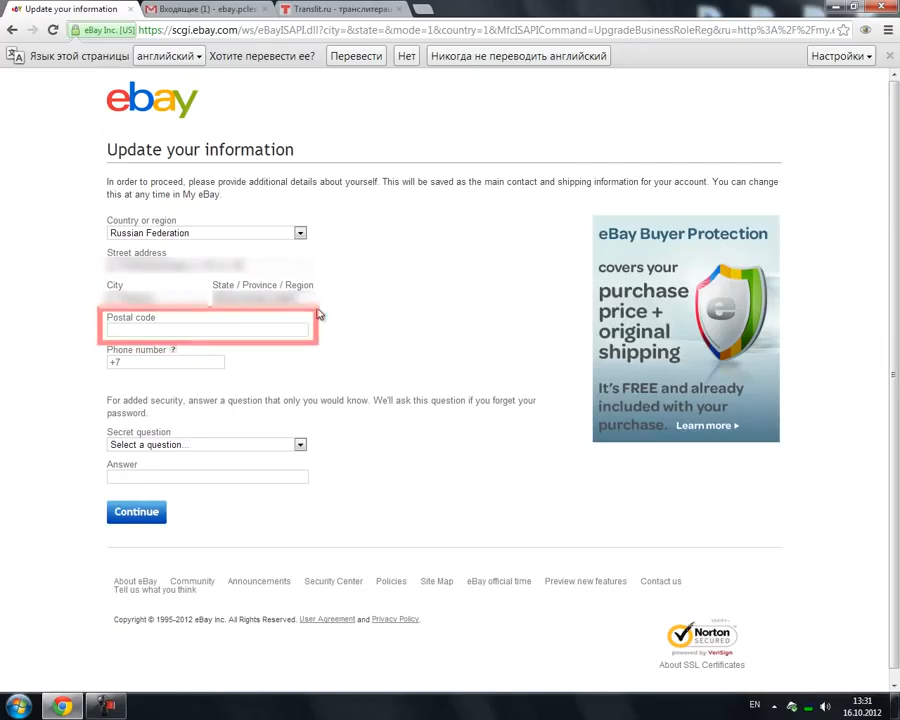 Update your information
Входящие (1) - ebay.pcles
Translit.ru - транслитера
eBay Inc. [US]
https://scgi.ebay.com/ws/eBayISAPI.dll?city=&state=&mode=1&country=1&MfcISAPICommand=UpgradeBusinessRoleReg&ru=http%3A%2F%2Fmy.e
Язык этой страницы английский Хотите перевести ее? Перевести Нет Никогда не переводить английский Настройки
ebay
Update your information
In order to proceed, please provide additional details about yourself. This will be saved as the main contact and shipping information for your account. You can change
this at any time in My eBay.
Country or region
Russian Federation
Street address
City State / Province / Region
Postal code
Phone number ?
+7
For added security, answer a question that only you would know. We'll ask this question if you forget your
password.
Secret question
Select a question...
Answer
Continue
eBay Buyer Protection
covers your
purchase
price +
original
shipping
e
It's FREE and already
included with your
purchase. Learn more
About eBay Community Announcements Security Center Policies Site Map eBay official time Preview new features Contact us
Tell us what you think
Copyright © 1995-2012 eBay Inc. All Rights Reserved. User Agreement and Privacy Policy.
Norton
SECURED
powered by VeriSign
About SSL Certificates
EN
13:31
16.10.2012